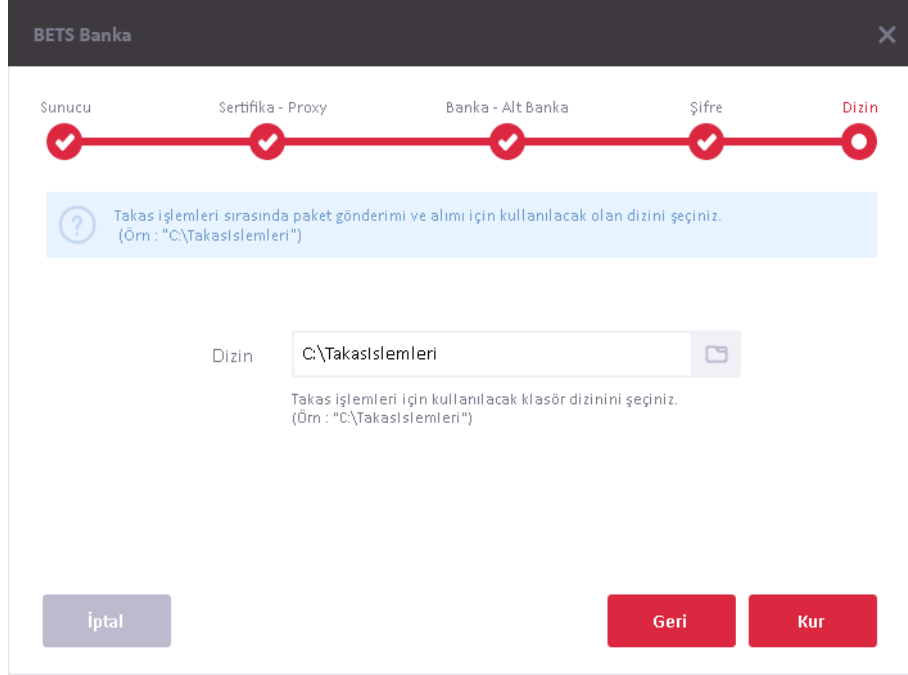 BETS Banka
Sunucu
Sertifika - Proxy
Banka - Alt Banka
Şifre
Dizin
Takas işlemleri sırasında paket gönderimi ve alımı için kullanılacak olan dizini seçiniz.
(Örn : "C:\TakasIslemleri")
Dizin
C:\TakasIslemleri
Takas işlemleri için kullanılacak klasör dizinini seçiniz.
(Örn : "C:\TakasIslemleri")
İptal
Geri
Kur